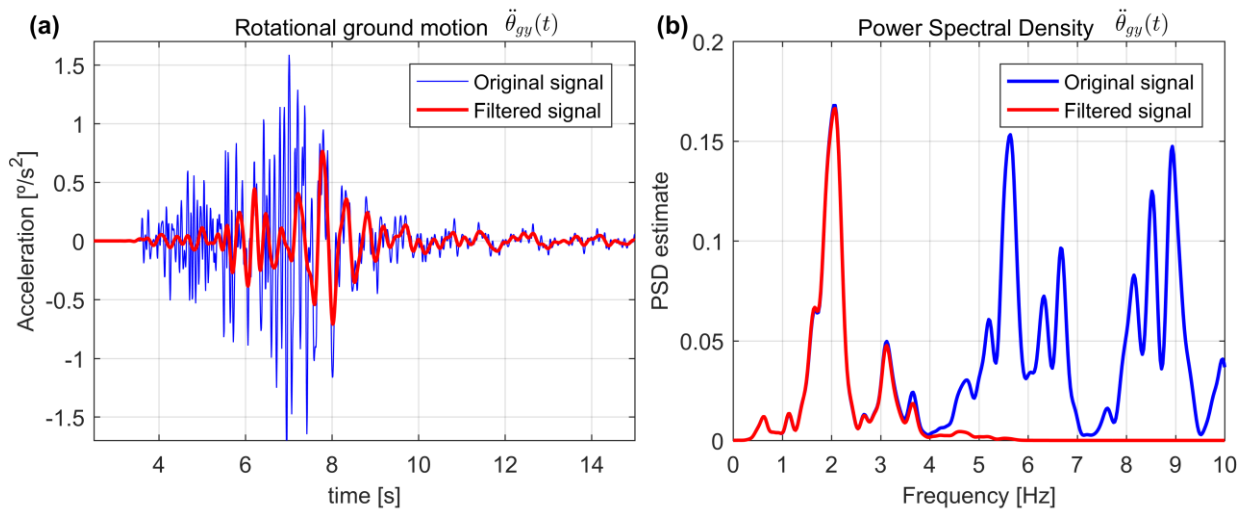 (a) Rotational ground motion θ̈gy(t)
Original signal
Filtered signal
Acceleration [º/s²]
1.5
1
0.5
0
-0.5
-1
-1.5
4 6 8 10 12 14
time [s]
(b) Power Spectral Density θ̈gy(t)
Original signal
Filtered signal
PSD estimate
0.2
0.15
0.1
0.05
0
0 1 2 3 4 5 6 7 8 9 10
Frequency [Hz]